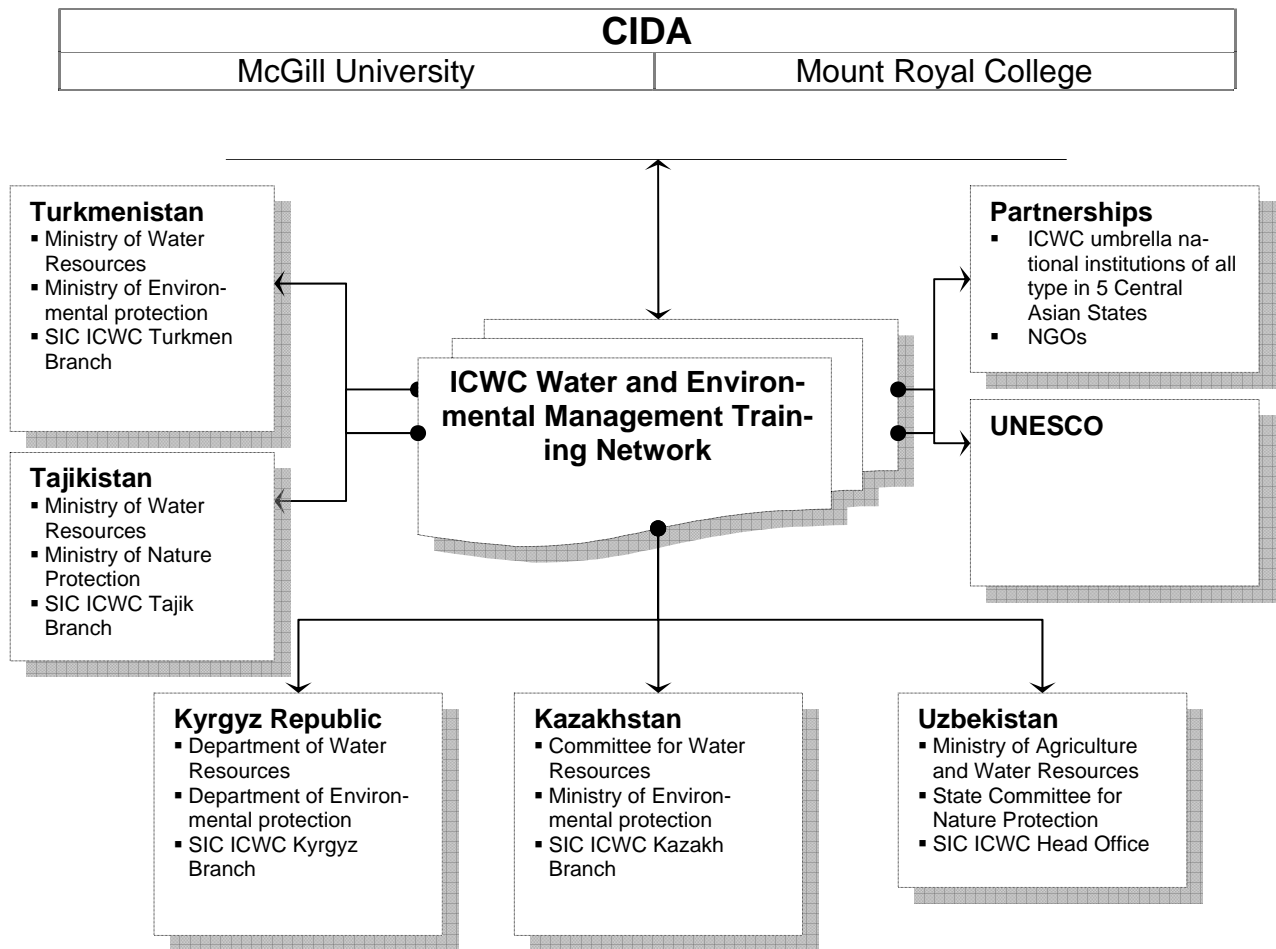 CIDA
McGill University
Mount Royal College
Turkmenistan
▪ Ministry of Water
Resources
▪ Ministry of Environ-
mental protection
▪ SIC ICWC Turkmen
Branch
Partnerships
▪ ICWC umbrella na-
tional institutions of all
type in 5 Central
Asian States
▪ NGOs
ICWC Water and Environ-
mental Management Train-
ing Network
UNESCO
Tajikistan
▪ Ministry of Water
Resources
▪ Ministry of Nature
Protection
▪ SIC ICWC Tajik
Branch
Kyrgyz Republic
▪ Department of Water
Resources
▪ Department of Environ-
mental protection
▪ SIC ICWC Kyrgyz
Branch
Kazakhstan
▪ Committee for Water
Resources
▪ Ministry of Environ-
mental protection
▪ SIC ICWC Kazakh
Branch
Uzbekistan
▪ Ministry of Agriculture
and Water Resources
▪ State Committee for
Nature Protection
▪ SIC ICWC Head Office